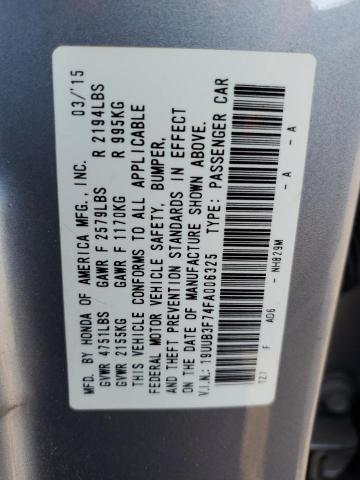 MFD. BY HONDA OF AMERICA MFG., INC. 03/15
GVWR 4751LBS GAWR F 2579LBS R 2194LBS
GVWR 2155KG GAWR F 1170KG R 995KG
THIS VEHICLE CONFORMS TO ALL APPLICABLE
FEDERAL MOTOR VEHICLE SAFETY, BUMPER,
AND THEFT PREVENTION STANDARDS IN EFFECT
ON THE DATE OF MANUFACTURE SHOWN ABOVE.
V.I.N.: 19UUB3F74FA006325 TYPE: PASSENGER CAR
TZ7 F AD6 - NH829M - A - A